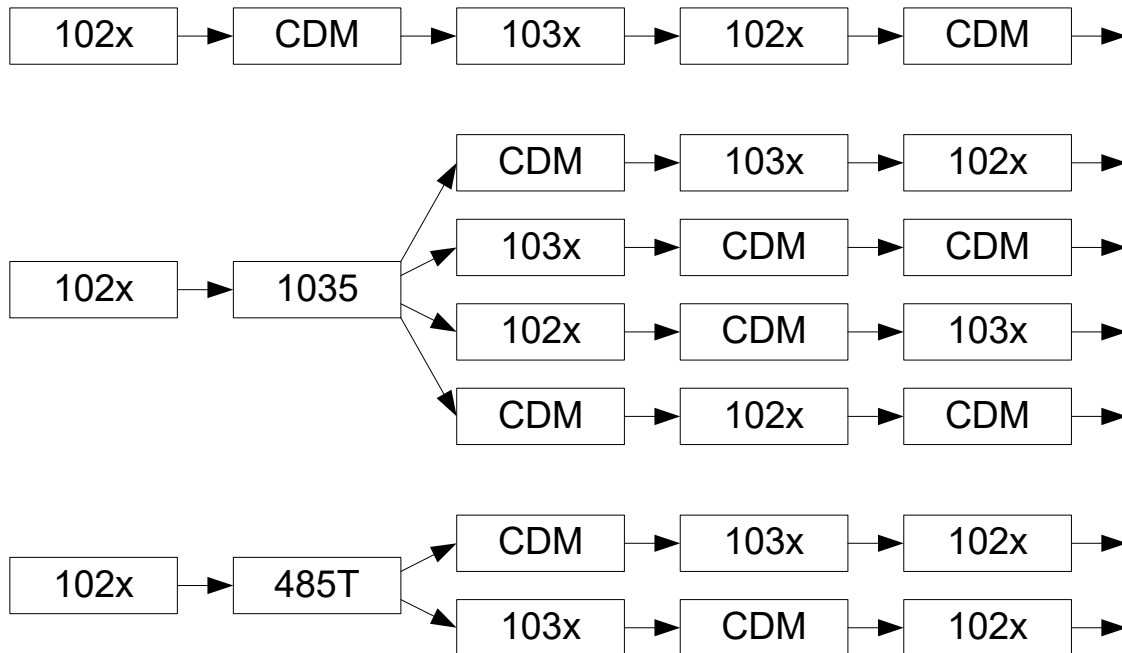 102x CDM 103x 102x CDM
CDM 103x 102x
103x CDM CDM
102x 1035
102x CDM 103x
CDM 102x CDM
CDM 103x 102x
102x 485T
103x CDM 102x